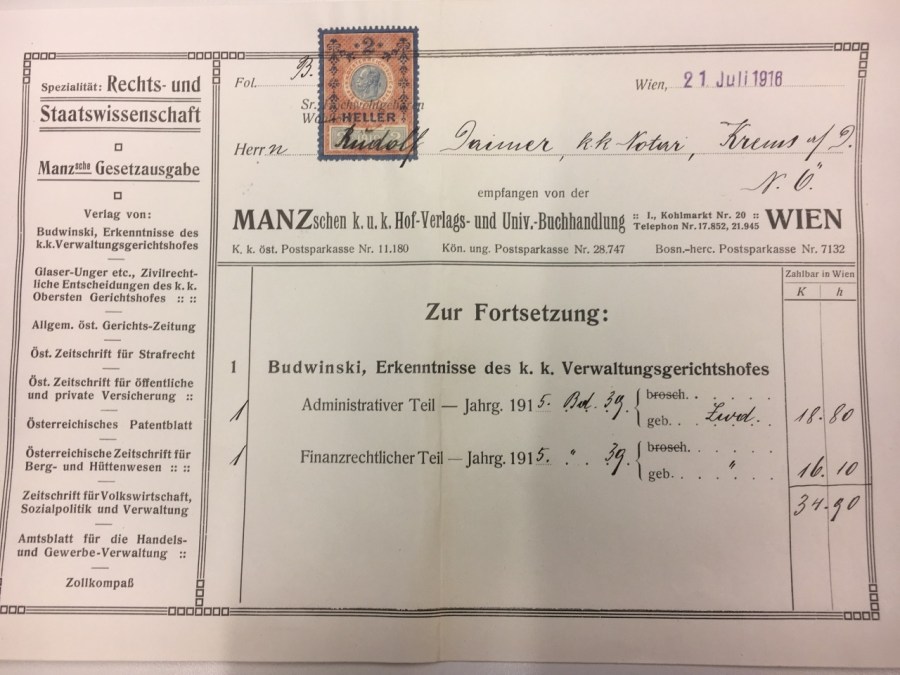 Spezialität: Rechts- und
Staatswissenschaft
Manzsche Gesetzausgabe
Verlag von:
Budwinski, Erkenntnisse des
k.k.Verwaltungsgerichtshofes
Glaser-Unger etc., Zivilrecht-
liche Entscheidungen des k. k.
Obersten Gerichtshofes :: ::
Allgem. öst. Gerichts-Zeitung
Öst. Zeitschrift für Strafrecht
Öst. Zeitschrift für öffentliche
und private Versicherung ::
Österreichisches Patentblatt
Österreichische Zeitschrift für
Berg- und Hüttenwesen :: ::
Zeitschrift für Volkswirtschaft,
Sozialpolitik und Verwaltung
Amtsblatt für die Handels-
und Gewerbe-Verwaltung ::
Zollkompaß
2
HELLER
Fol. B.
Wien, 21 Juli 1916
Herrn Rudolf Daimer, k.k. Notar, Krems a/D.
N. Ö.
empfangen von der
MANZschen k. u. k. Hof-Verlags- und Univ.-Buchhandlung :: I., Kohlmarkt Nr. 20 :: Telephon Nr. 17.852, 21.945 WIEN
K. k. öst. Postsparkasse Nr. 11.180 Kön. ung. Postsparkasse Nr. 28.747 Bosn.-herc. Postsparkasse Nr. 7132
Zahlbar in Wien
K h
Zur Fortsetzung:
1 Budwinski, Erkenntnisse des k. k. Verwaltungsgerichtshofes
1 Administrativer Teil — Jahrg. 1915. Bd. 39. brosch. . . . . .
geb. Lwd. 18.80
1 Finanzrechtlicher Teil — Jahrg. 1915. " 39. brosch. . . . . .
geb. . . . " . . 16.10
34.90